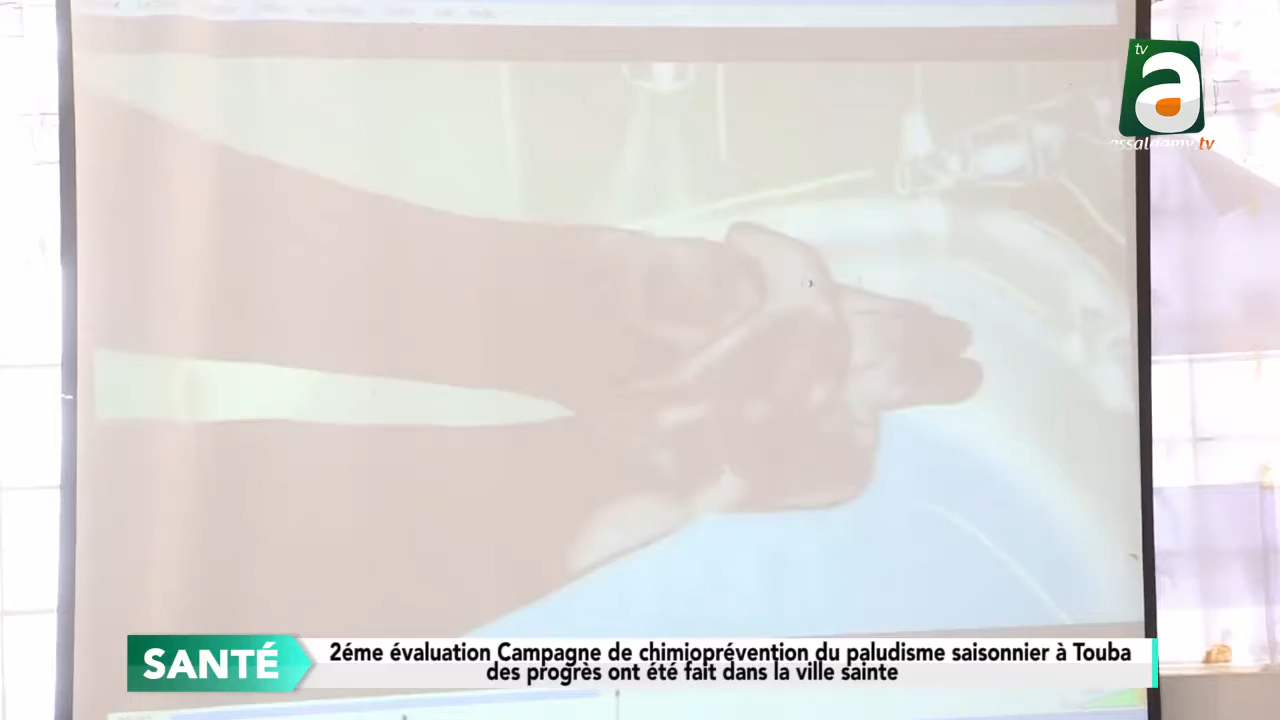 tv
a
assalaamy.tv
SANTÉ
2éme évaluation Campagne de chimioprévention du paludisme saisonnier à Touba
des progrès ont été fait dans la ville sainte